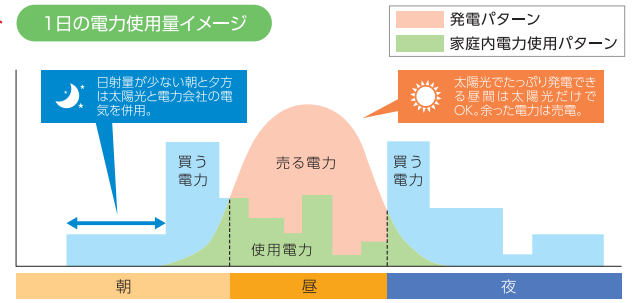 1日の電力使用量イメージ
発電パターン
家庭内電力使用パターン
日射量が少ない朝と夕方
は太陽光と電力会社の電
気を併用。
太陽光でたっぷり発電でき
る昼間は太陽光だけで
OK。余った電力は売電。
買う
電力
売る電力
買う
電力
使用電力
朝
昼
夜